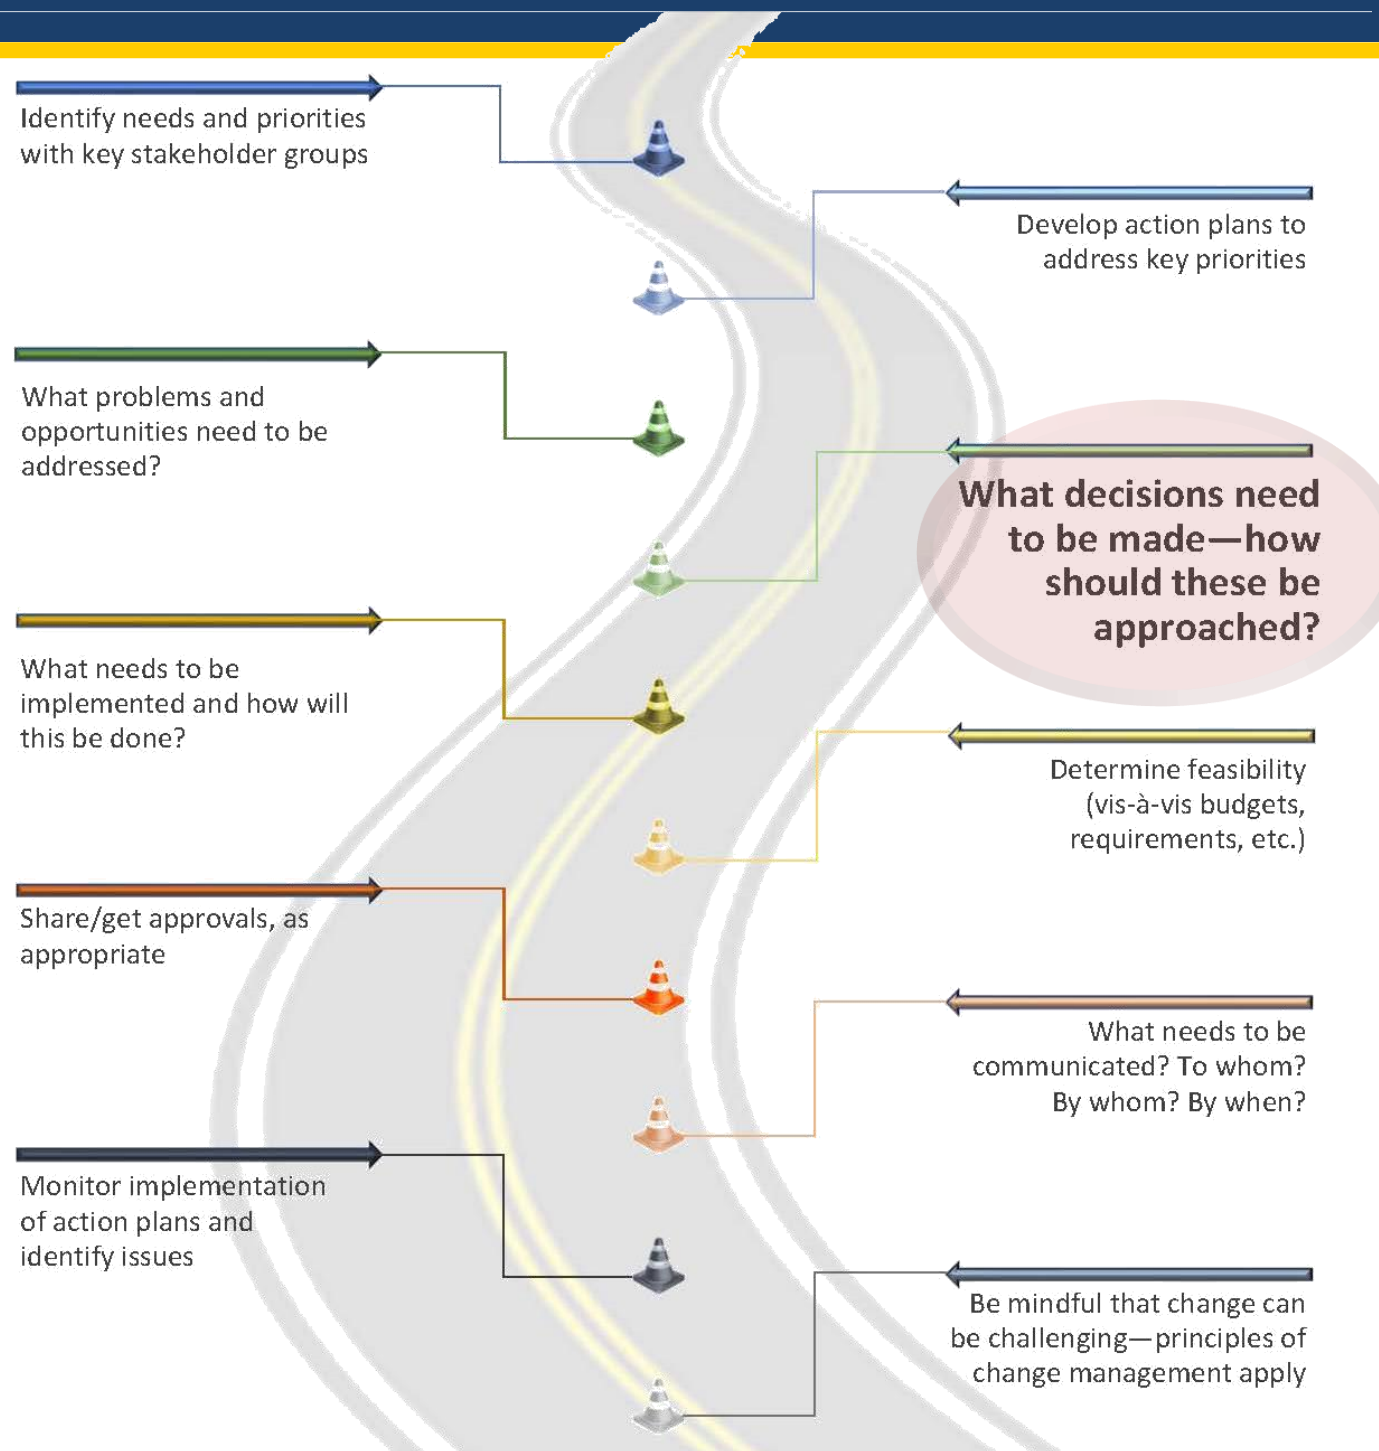 Identify needs and priorities
with key stakeholder groups
Develop action plans to
address key priorities
What problems and
opportunities need to be
addressed?
What decisions need
to be made—how
should these be
approached?
What needs to be
implemented and how will
this be done?
Determine feasibility
(vis-à-vis budgets,
requirements, etc.)
Share/get approvals, as
appropriate
What needs to be
communicated? To whom?
By whom? By when?
Monitor implementation
of action plans and
identify issues
Be mindful that change can
be challenging—principles of
change management apply